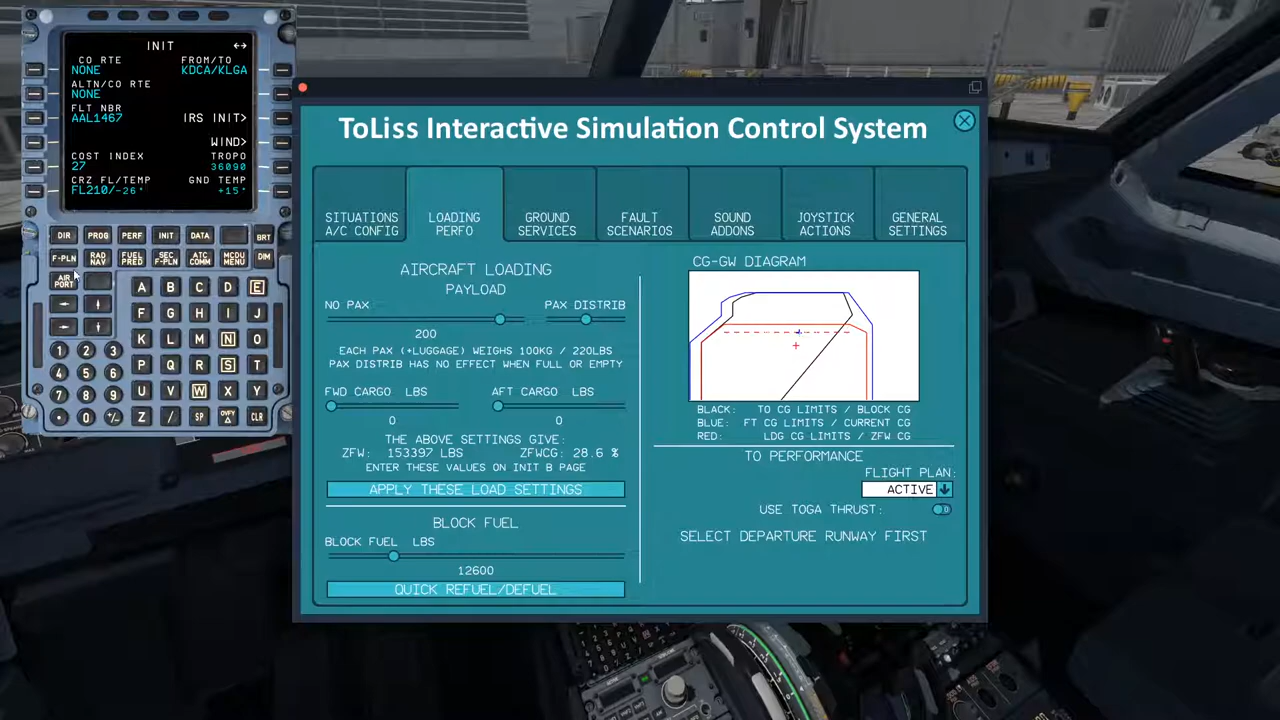 INIT ↔
CO RTE FROM/TO
NONE KDCA/KLGA
ALTN/CO RTE
NONE
FLT NBR
AAL1467 IRS INIT>
WIND>
COST INDEX TROPO
27 36090
CRZ FL/TEMP GND TEMP
FL210/-26° +15°
DIR PROG PERF INIT DATA BRT
F-PLN RAD NAV FUEL PRED SEC F-PLN ATC COMM MCDU MENU DIM
AIR PORT
A B C D E
F G H I J
K L M N O
1 2 3 P Q R S T
4 5 6 U V W X Y
7 8 9 Z / SP OVFY CLR
. 0 +/-
ToLiss Interactive Simulation Control System
SITUATIONS
A/C CONFIG
LOADING
PERFO
GROUND
SERVICES
FAULT
SCENARIOS
SOUND
ADDONS
JOYSTICK
ACTIONS
GENERAL
SETTINGS
AIRCRAFT LOADING
PAYLOAD
NO PAX PAX DISTRIB
200
EACH PAX (+LUGGAGE) WEIGHS 100KG / 220LBS
PAX DISTRIB HAS NO EFFECT WHEN FULL OR EMPTY
FWD CARGO LBS AFT CARGO LBS
0 0
THE ABOVE SETTINGS GIVE:
ZFW: 153397 LBS ZFWCG: 28.6 %
ENTER THESE VALUES ON INIT B PAGE
APPLY THESE LOAD SETTINGS
BLOCK FUEL
BLOCK FUEL LBS
12600
QUICK REFUEL/DEFUEL
CG-GW DIAGRAM
BLACK: TO CG LIMITS / BLOCK CG
BLUE: FT CG LIMITS / CURRENT CG
RED: LDG CG LIMITS / ZFW CG
TO PERFORMANCE
FLIGHT PLAN:
ACTIVE
USE TOGA THRUST:
SELECT DEPARTURE RUNWAY FIRST